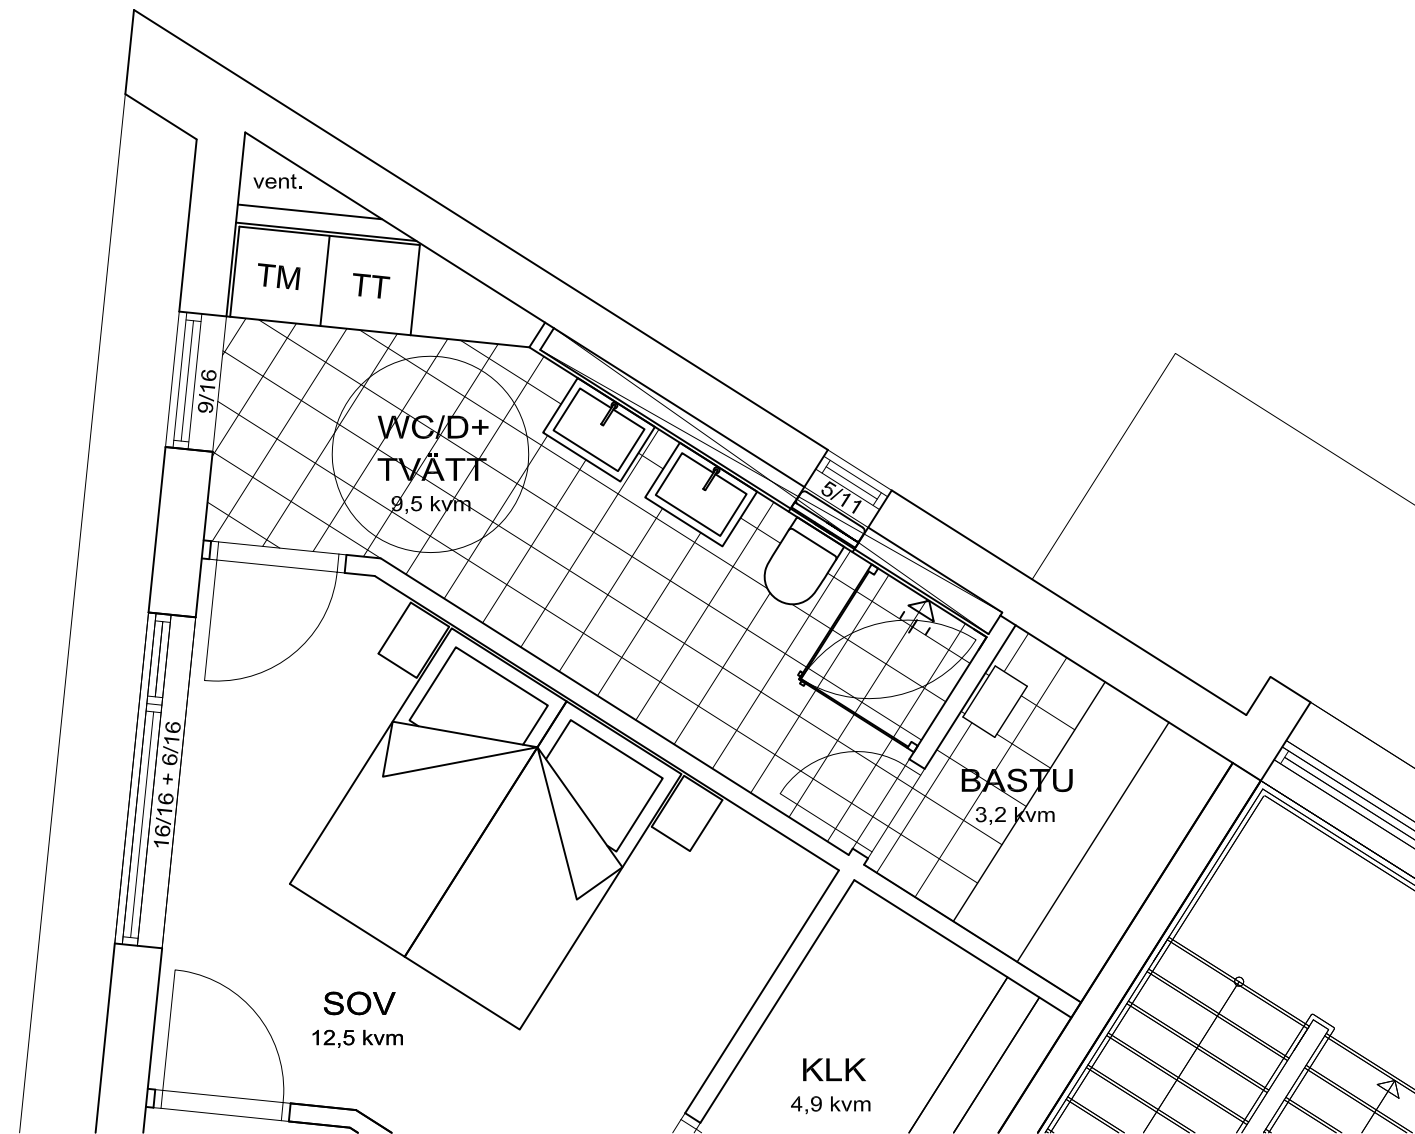 vent.
TM
TT
9/16
WC/D+
TVÄTT
9,5 kvm
5/11
16/16 + 6/16
BASTU
3,2 kvm
SOV
12,5 kvm
KLK
4,9 kvm